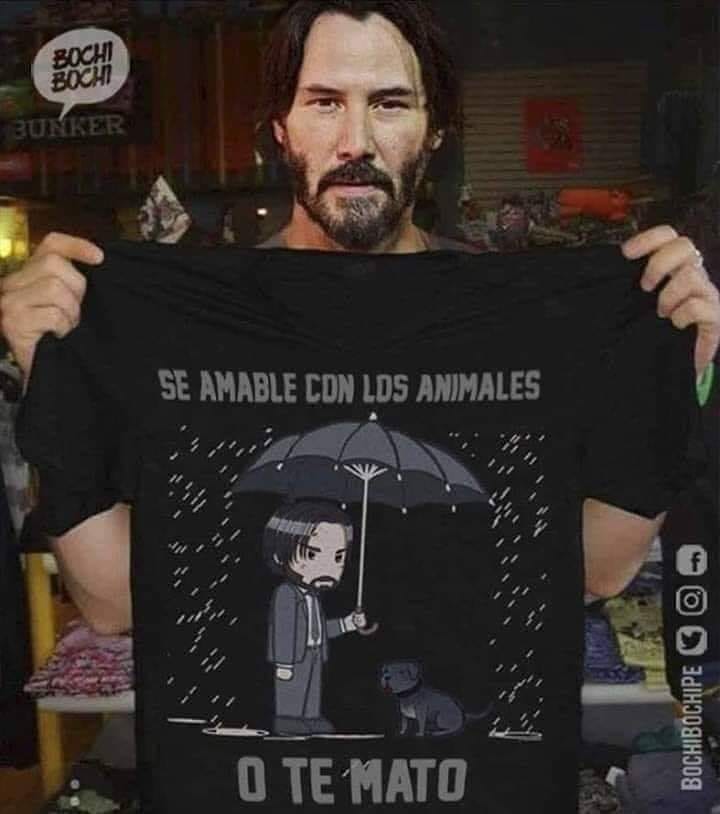 BOCHI
BOCHI
BUNKER
SE AMABLE CON LOS ANIMALES
O TE MATO
BOCHIBOCHIPE